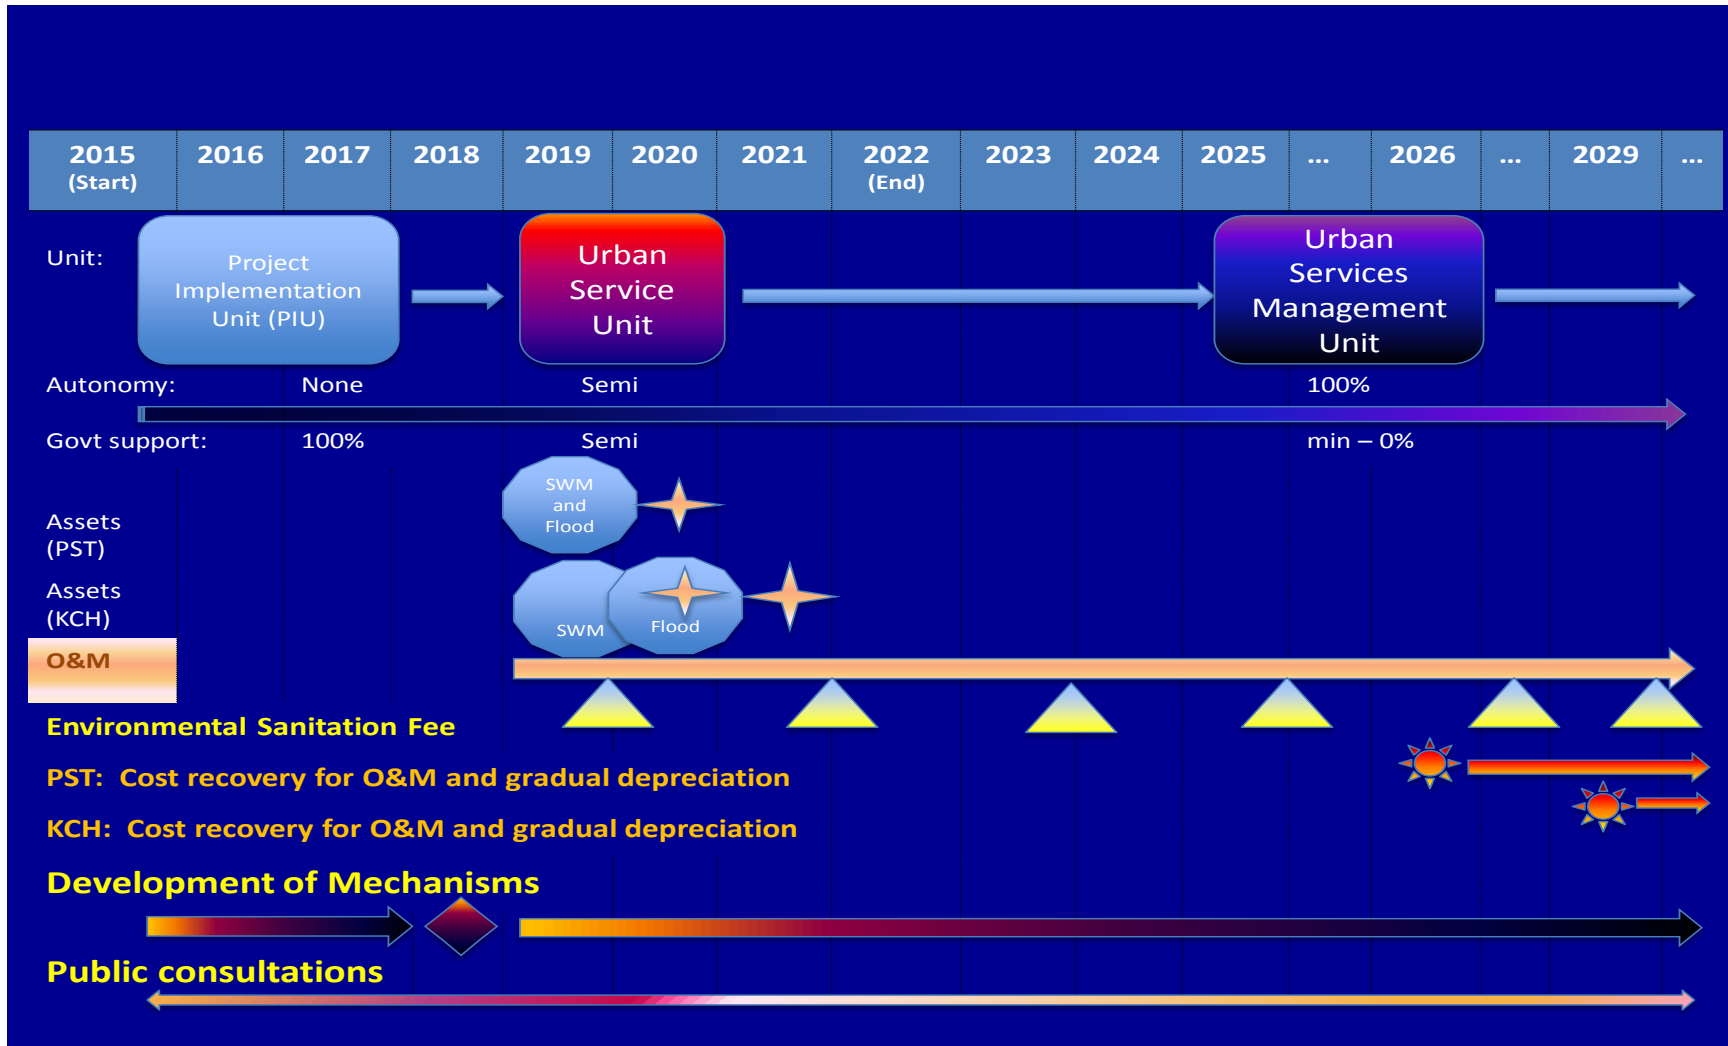 2015 2016 2017 2018 2019 2020 2021 2022 2023 2024 2025 ... 2026 ... 2029 ...
(Start) (End)
Unit:
Project
Implementation
Unit (PIU)
Urban
Service
Unit
Urban
Services
Management
Unit
Autonomy: None Semi 100%
Govt support: 100% Semi min – 0%
Assets
(PST)
SWM
and
Flood
Assets
(KCH)
SWM
Flood
O&M
Environmental Sanitation Fee
PST: Cost recovery for O&M and gradual depreciation
KCH: Cost recovery for O&M and gradual depreciation
Development of Mechanisms
Public consultations